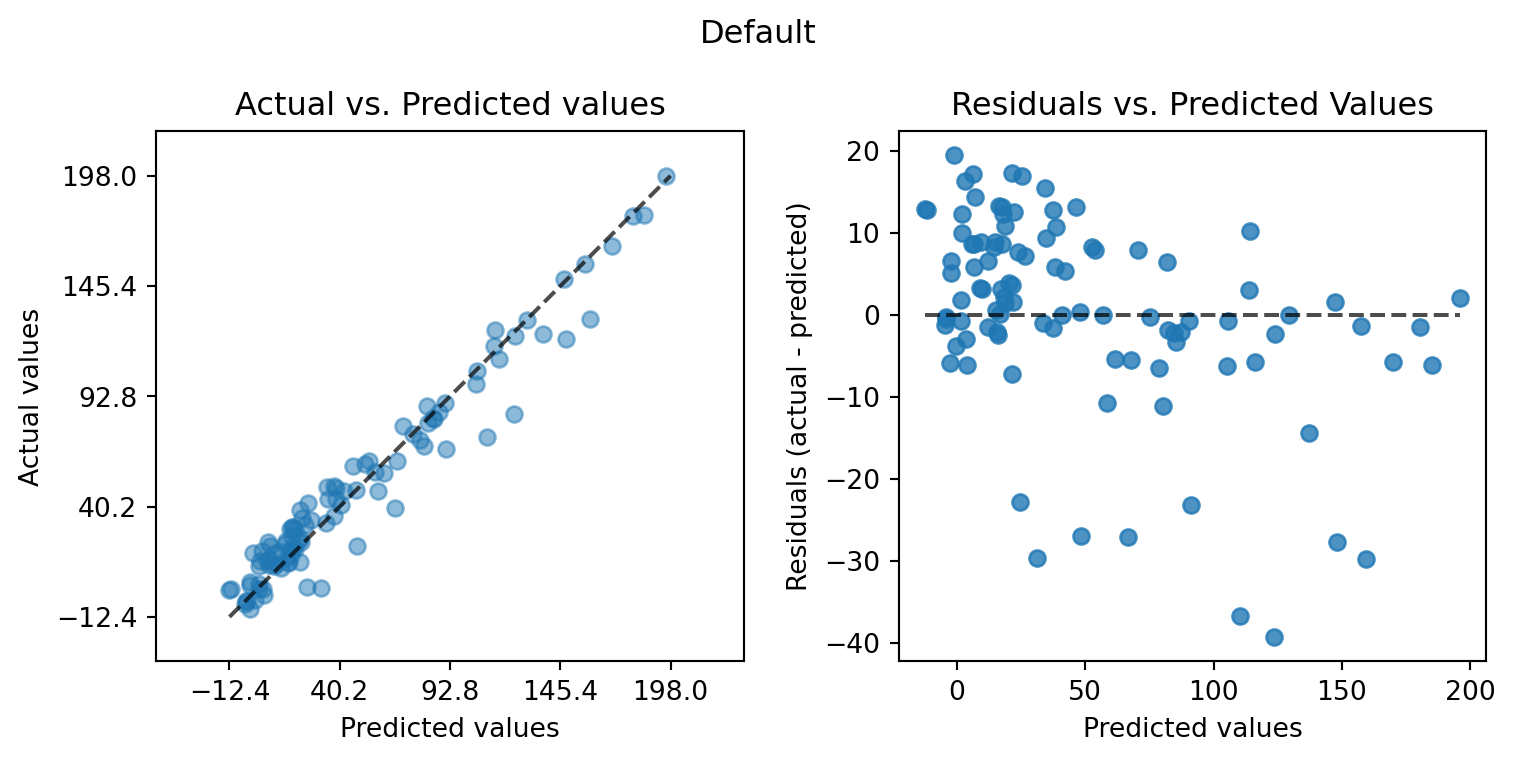 Default
Actual vs. Predicted values
Actual values
198.0
145.4
92.8
40.2
−12.4
−12.4 40.2 92.8 145.4 198.0
Predicted values
Residuals vs. Predicted Values
Residuals (actual - predicted)
20
10
0
−10
−20
−30
−40
0 50 100 150 200
Predicted values